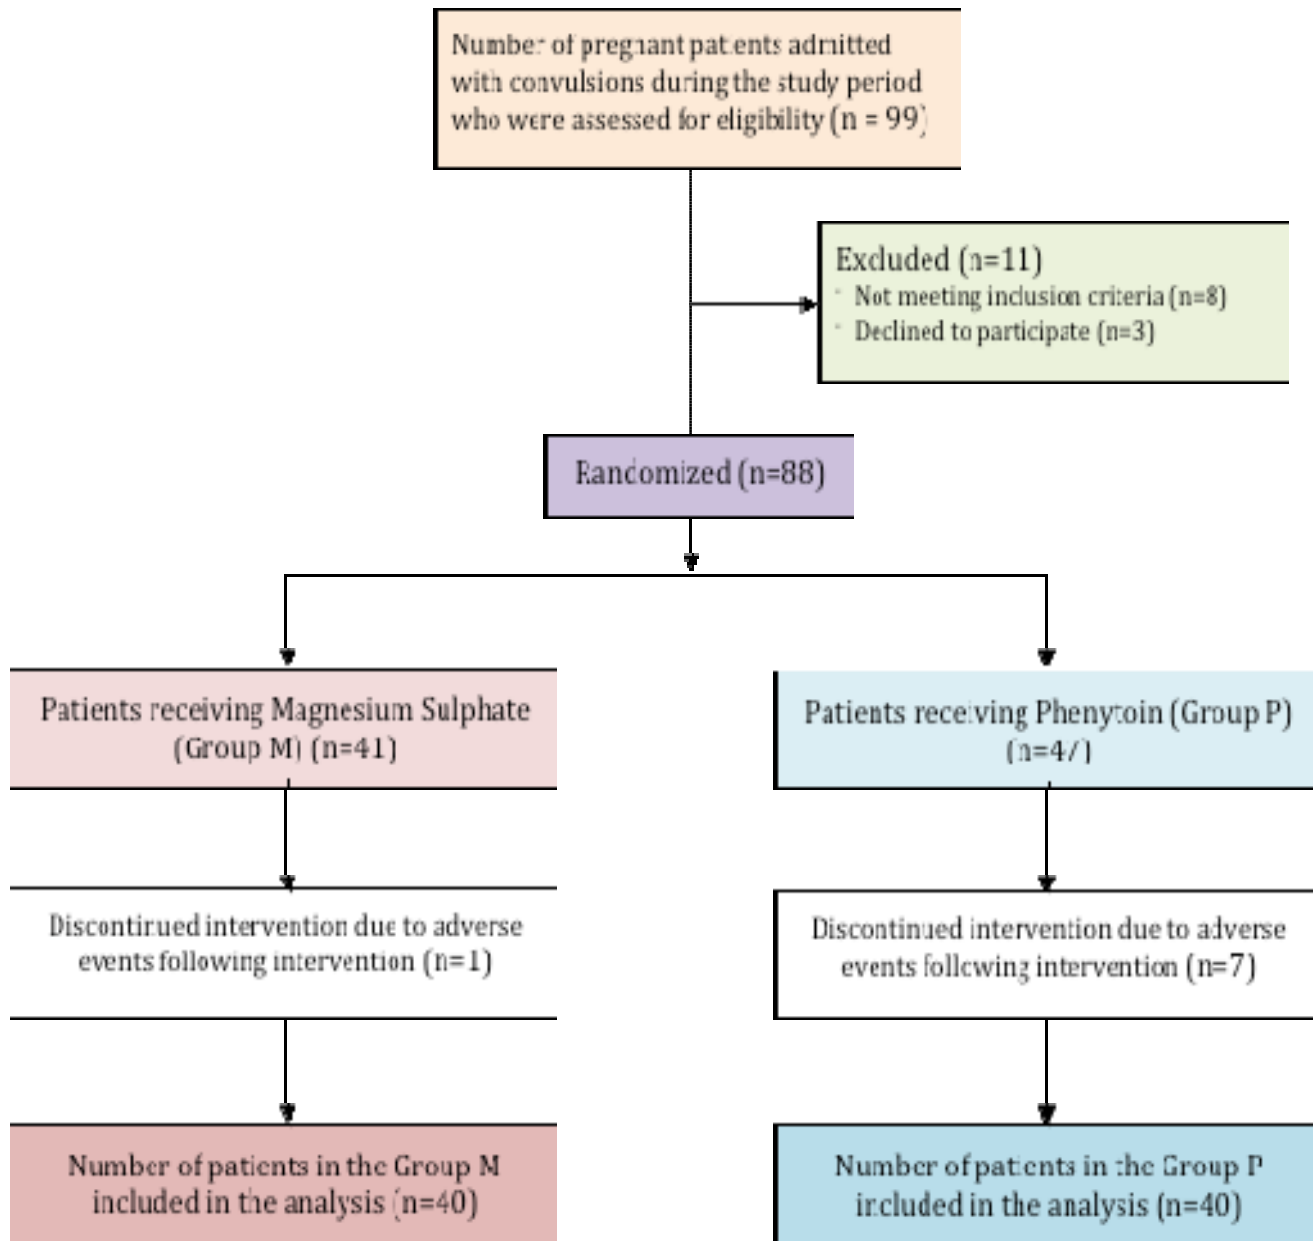 Number of pregnant patients admitted
with convulsions during the study period
who were assessed for eligibility (n = 99)
Excluded (n=11)
Not meeting inclusion criteria (n=8)
Declined to participate (n=3)
Randomized (n=88)
Patients receiving Magnesium Sulphate
(Group M) (n=41)
Patients receiving Phenytoin (Group P)
(n=47)
Discontinued intervention due to adverse
events following intervention (n=1)
Discontinued intervention due to adverse
events following intervention (n=7)
Number of patients in the Group M
included in the analysis (n=40)
Number of patients in the Group P
included in the analysis (n=40)